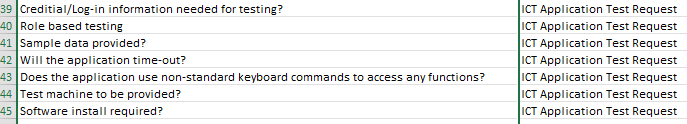 39 Creditial/Log-in information needed for testing? ICT Application Test Request
40 Role based testing ICT Application Test Request
41 Sample data provided? ICT Application Test Request
42 Will the application time-out? ICT Application Test Request
43 Does the application use non-standard keyboard commands to access any functions? ICT Application Test Request
44 Test machine to be provided? ICT Application Test Request
45 Software install required? ICT Application Test Request